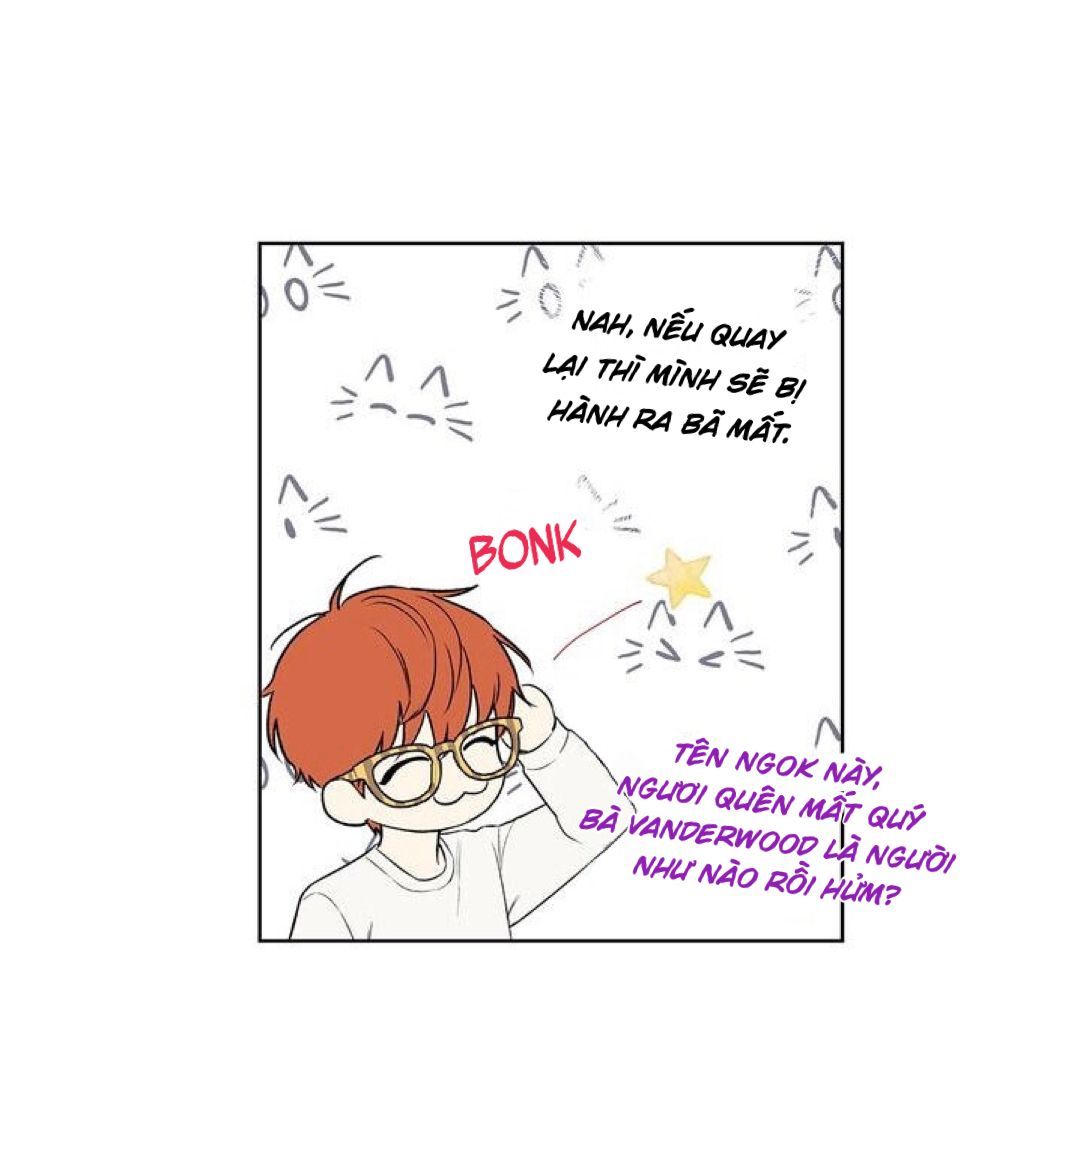 NAH, NẾU QUAY
LẠI THÌ MÌNH SẼ BỊ
HÀNH RA BÃ MẤT.
BONK
TÊN NGOK NÀY,
NGƯƠI QUÊN MẤT QUÝ
BÀ VANDERWOOD LÀ NGƯỜI
NHƯ NÀO RỒI HỬM?